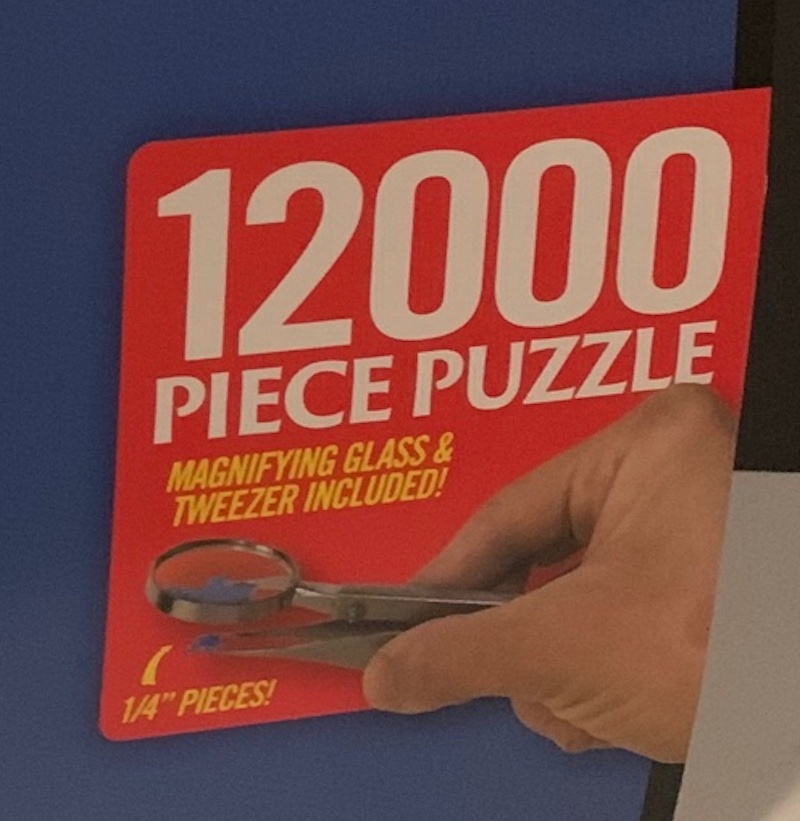 12000
PIECE PUZZLE
MAGNIFYING GLASS &
TWEEZER INCLUDED!
1/4" PIECES!